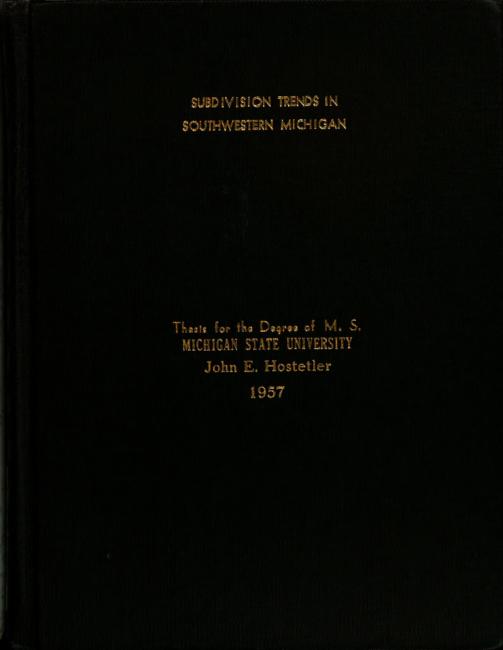 SUBDIVISION TRENDS IN
SOUTHWESTERN MICHIGAN
Thesis for the Degree of M. S.
MICHIGAN STATE UNIVERSITY
John E. Hostetler
1957